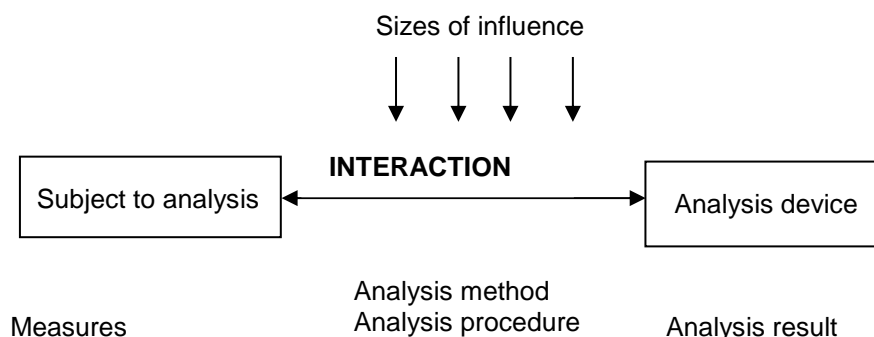 Sizes of influence
INTERACTION
Subject to analysis
Analysis device
Analysis method
Measures
Analysis procedure
Analysis result